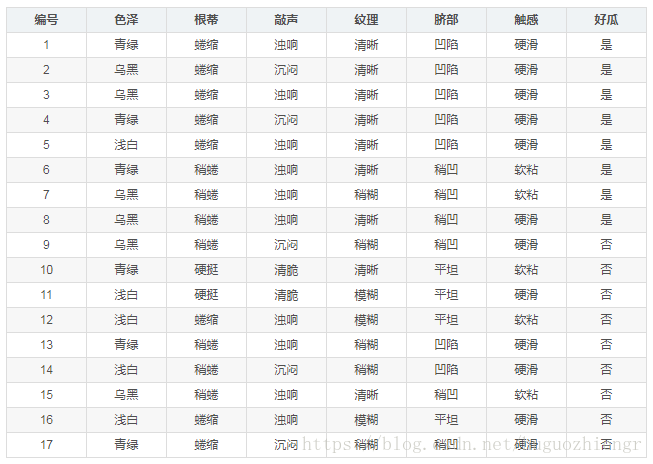 编号 色泽 根蒂 敲声 纹理 脐部 触感 好瓜
1 青绿 蜷缩 浊响 清晰 凹陷 硬滑 是
2 乌黑 蜷缩 沉闷 清晰 凹陷 硬滑 是
3 乌黑 蜷缩 浊响 清晰 凹陷 硬滑 是
4 青绿 蜷缩 沉闷 清晰 凹陷 硬滑 是
5 浅白 蜷缩 浊响 清晰 凹陷 硬滑 是
6 青绿 稍蜷 浊响 清晰 稍凹 软粘 是
7 乌黑 稍蜷 浊响 稍糊 稍凹 软粘 是
8 乌黑 稍蜷 浊响 清晰 稍凹 硬滑 是
9 乌黑 稍蜷 沉闷 稍糊 稍凹 硬滑 否
10 青绿 硬挺 清脆 清晰 平坦 软粘 否
11 浅白 硬挺 清脆 模糊 平坦 硬滑 否
12 浅白 蜷缩 浊响 模糊 平坦 软粘 否
13 青绿 稍蜷 浊响 稍糊 凹陷 硬滑 否
14 浅白 稍蜷 沉闷 稍糊 凹陷 硬滑 否
15 乌黑 稍蜷 浊响 清晰 稍凹 软粘 否
16 浅白 蜷缩 浊响 模糊 平坦 硬滑 否
17 青绿 蜷缩 沉闷 稍糊 稍凹 硬滑 否